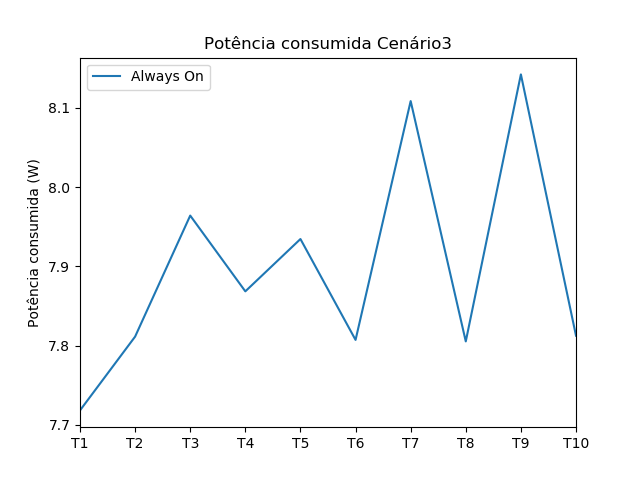 Potência consumida Cenário3
Always On
Potência consumida (W)
8.1
8.0
7.9
7.8
7.7
T1 T2 T3 T4 T5 T6 T7 T8 T9 T10